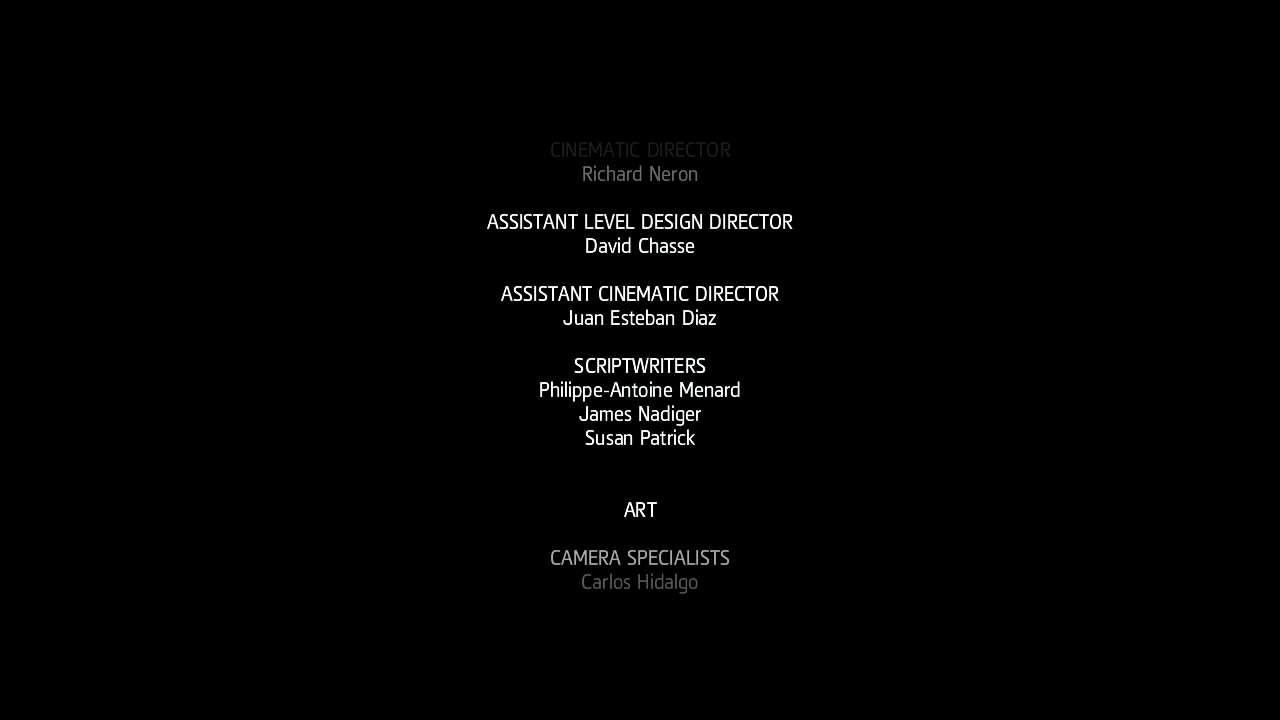 CINEMATIC DIRECTOR
Richard Neron
ASSISTANT LEVEL DESIGN DIRECTOR
David Chasse
ASSISTANT CINEMATIC DIRECTOR
Juan Esteban Diaz
SCRIPTWRITERS
Philippe-Antoine Menard
James Nadiger
Susan Patrick
ART
CAMERA SPECIALISTS
Carlos Hidalgo